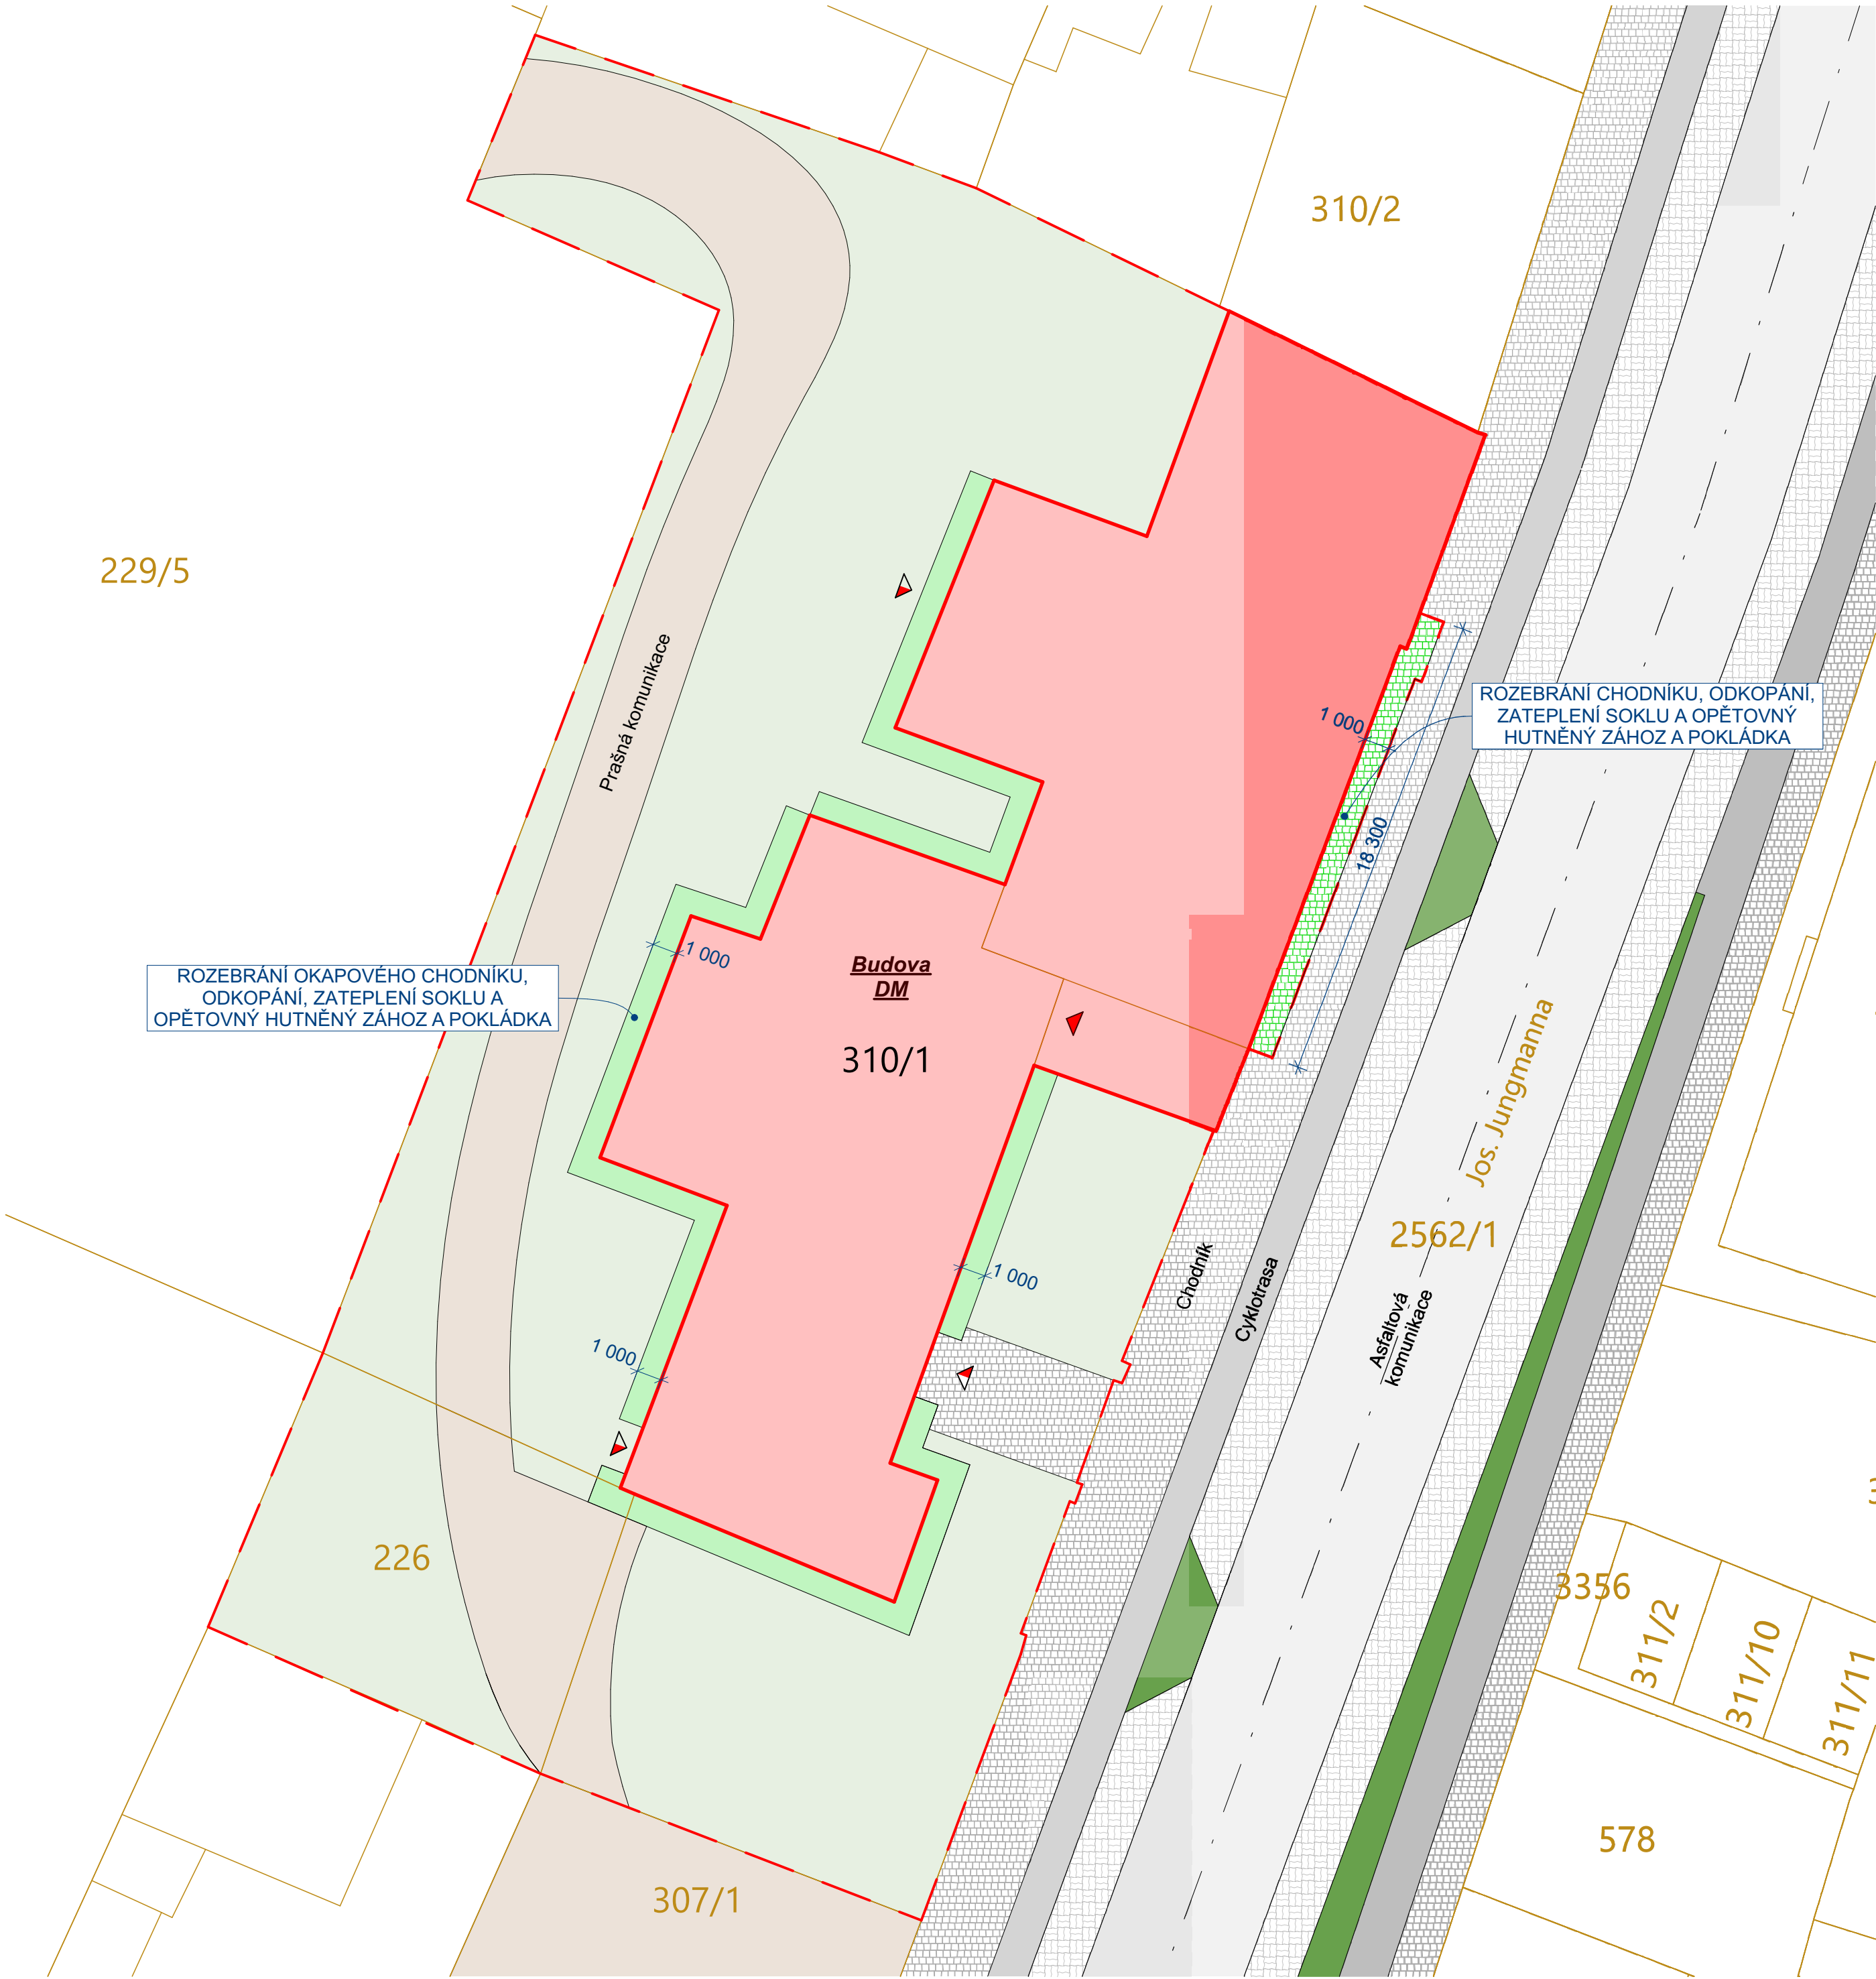 310/2
229/5
Prašná komunikace
1 000
ROZEBRÁNÍ CHODNÍKU, ODKOPÁNÍ,
ZATEPLENÍ SOKLU A OPĚTOVNÝ
HUTNĚNÝ ZÁHOZ A POKLÁDKA
18 300
1 000
Budova
DM
ROZEBRÁNÍ OKAPOVÉHO CHODNÍKU,
ODKOPÁNÍ, ZATEPLENÍ SOKLU A
OPĚTOVNÝ HUTNĚNÝ ZÁHOZ A POKLÁDKA
310/1
Jos. Jungmanna
2562/1
Chodník
Cyklotrasa
1 000
Asfaltová
komunikace
1 000
226
3356
311/2
311/10
311/11
578
307/1